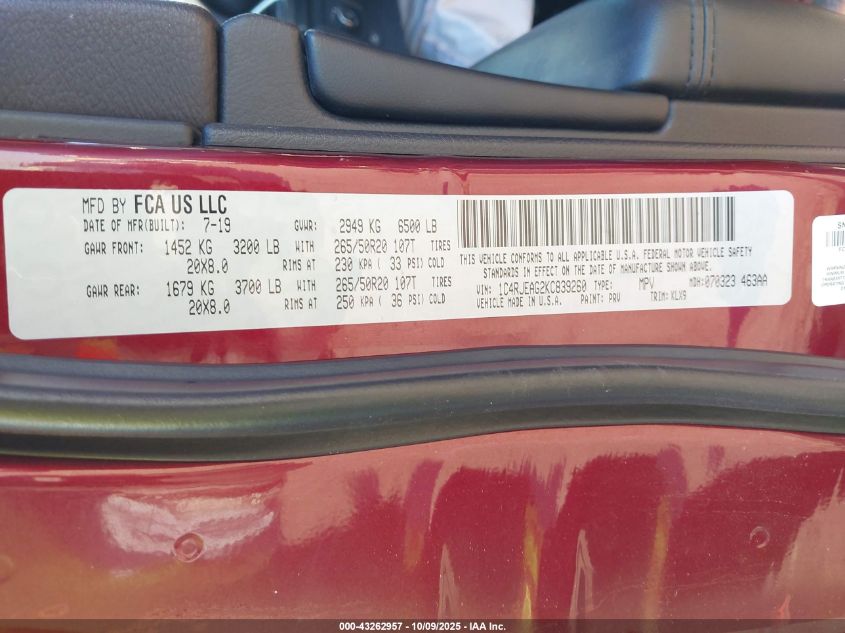 MFD BY FCA US LLC
DATE OF MFR(BUILT): 7-19 GVWR: 2949 KG 6500 LB
GAWR FRONT: 1452 KG 3200 LB WITH 265/50R20 107T TIRES
20X8.0 RIMS AT 230 KPA ( 33 PSI) COLD
GAWR REAR: 1679 KG 3700 LB WITH 265/50R20 107T TIRES
20X8.0 RIMS AT 250 KPA ( 36 PSI) COLD
THIS VEHICLE CONFORMS TO ALL APPLICABLE U.S.A. FEDERAL MOTOR VEHICLE SAFETY
STANDARDS IN EFFECT ON THE DATE OF MANUFACTURE SHOWN ABOVE.
VIN: 1C4RJEAG2KC839260 TYPE: MPV MDH: 070323 463AA
VEHICLE MADE IN U.S.A. PAINT: PRV TRIM: KLX9
SN
000-43262957 | 10/09/2025 | IAA Inc.